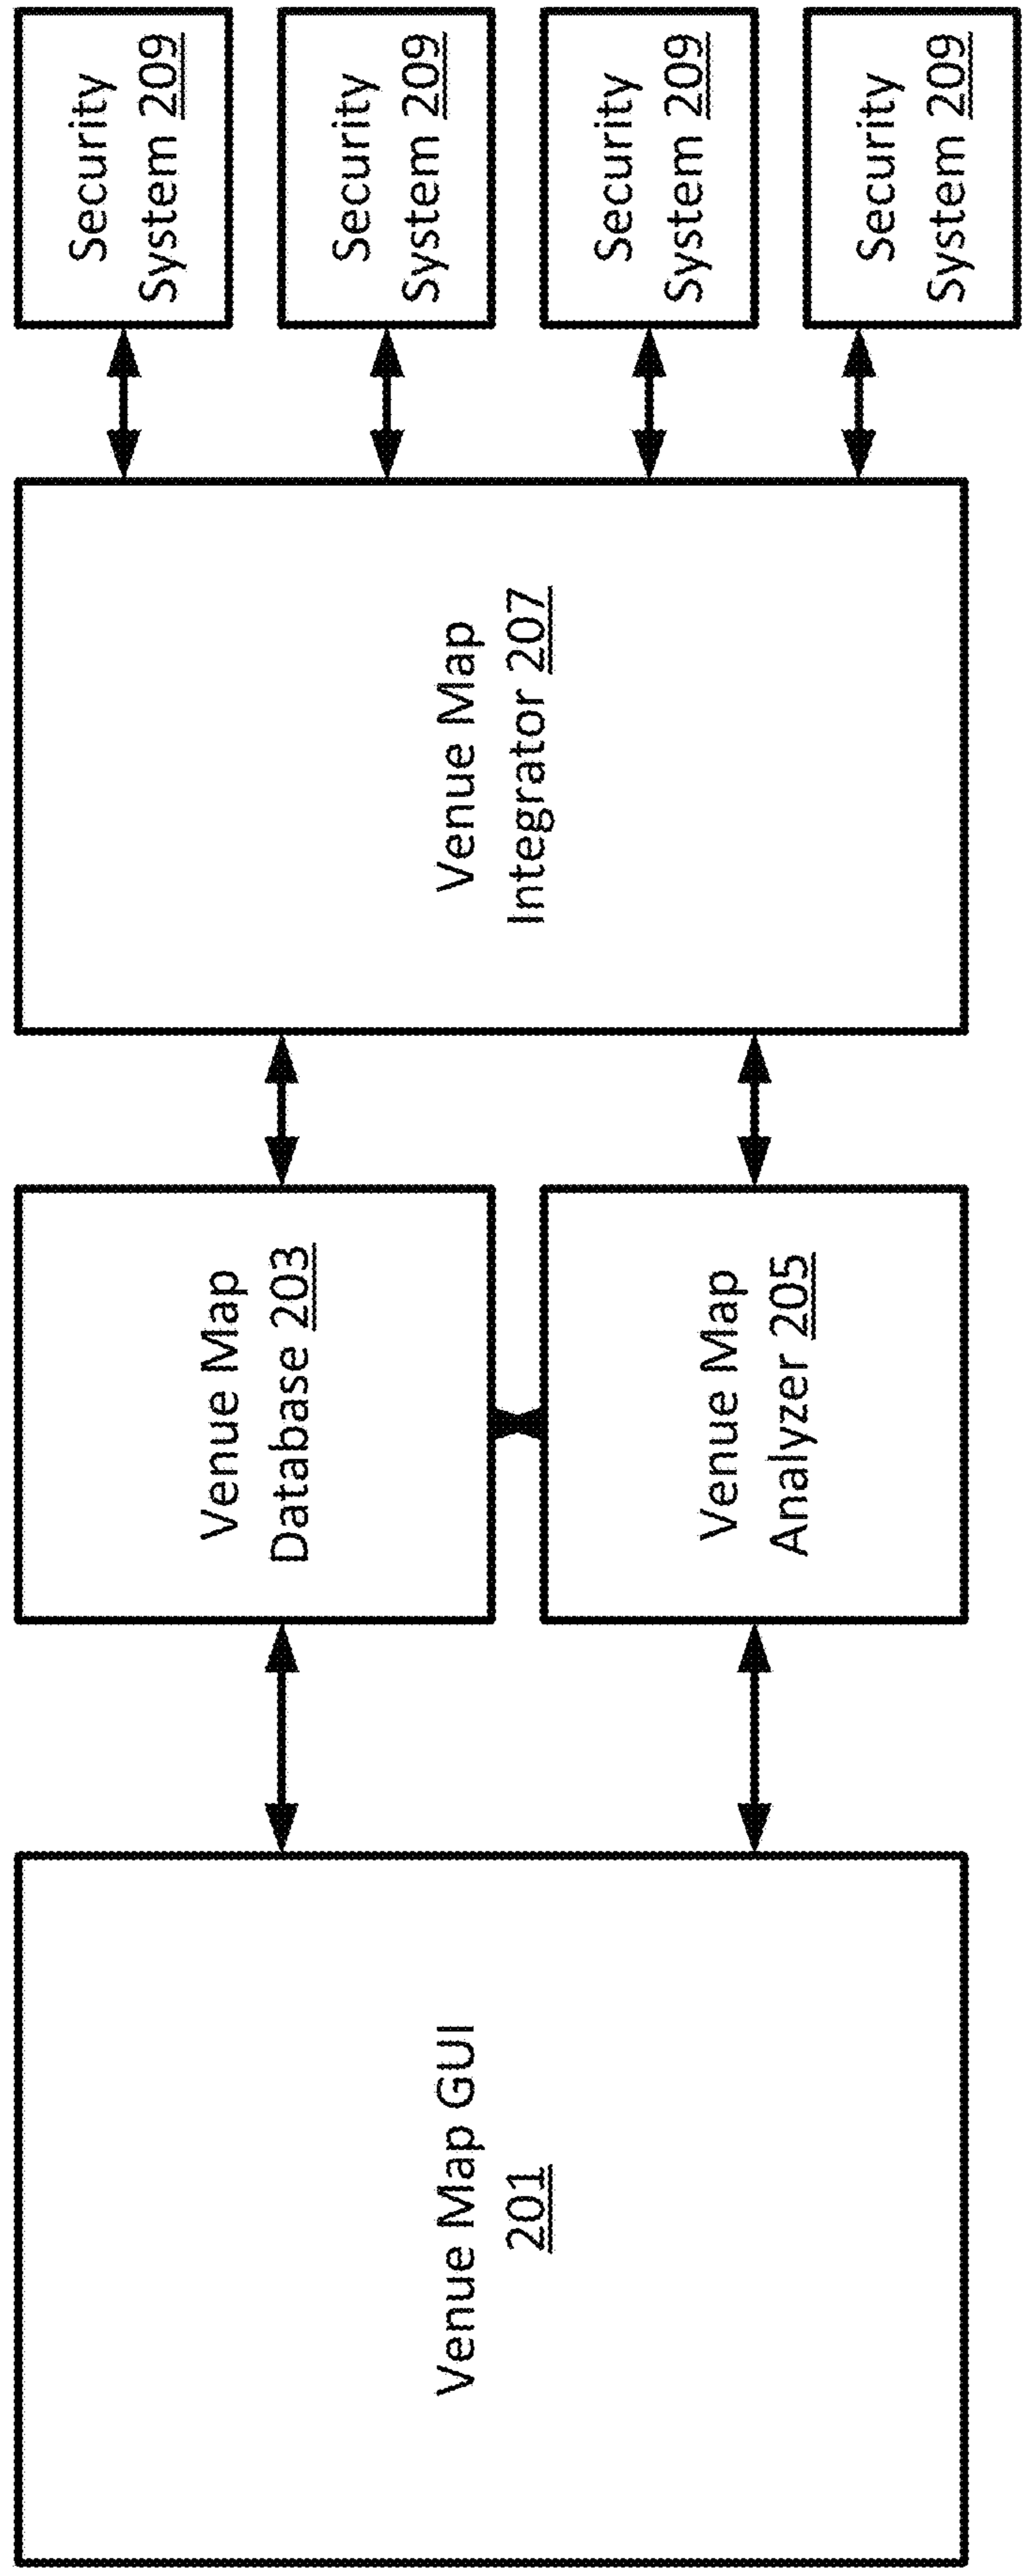 Venue Map GUI
201
Venue Map
Database 203
Venue Map
Analyzer 205
Venue Map
Integrator 207
Security
System 209
Security
System 209
Security
System 209
Security
System 209